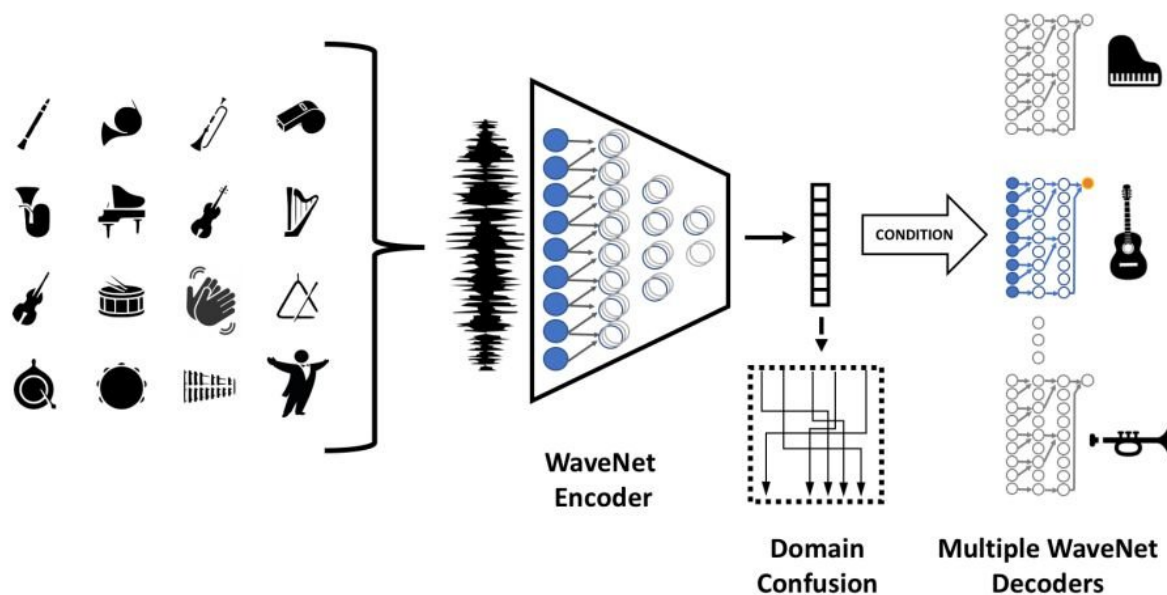 CONDITION
WaveNet
Encoder
Domain
Confusion
Multiple WaveNet
Decoders